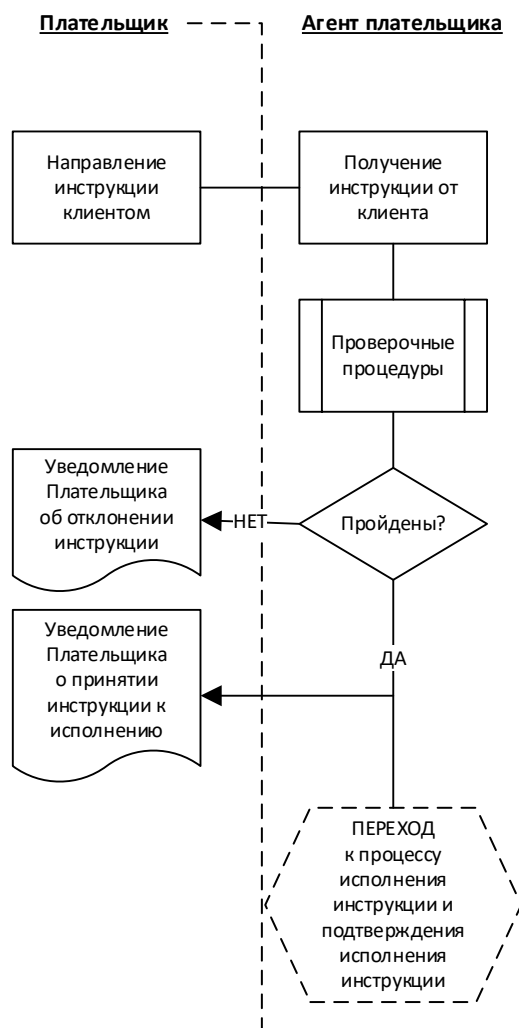 Плательщик
Агент плательщика
Направление
инструкции
клиентом
Получение
инструкции от
клиента
Проверочные
процедуры
Уведомление
Плательщика
об отклонении
инструкции
НЕТ
Пройдены?
Уведомление
Плательщика
о принятии
инструкции к
исполнению
ДА
ПЕРЕХОД
к процессу
исполнения
инструкции и
подтверждения
исполнения
инструкции